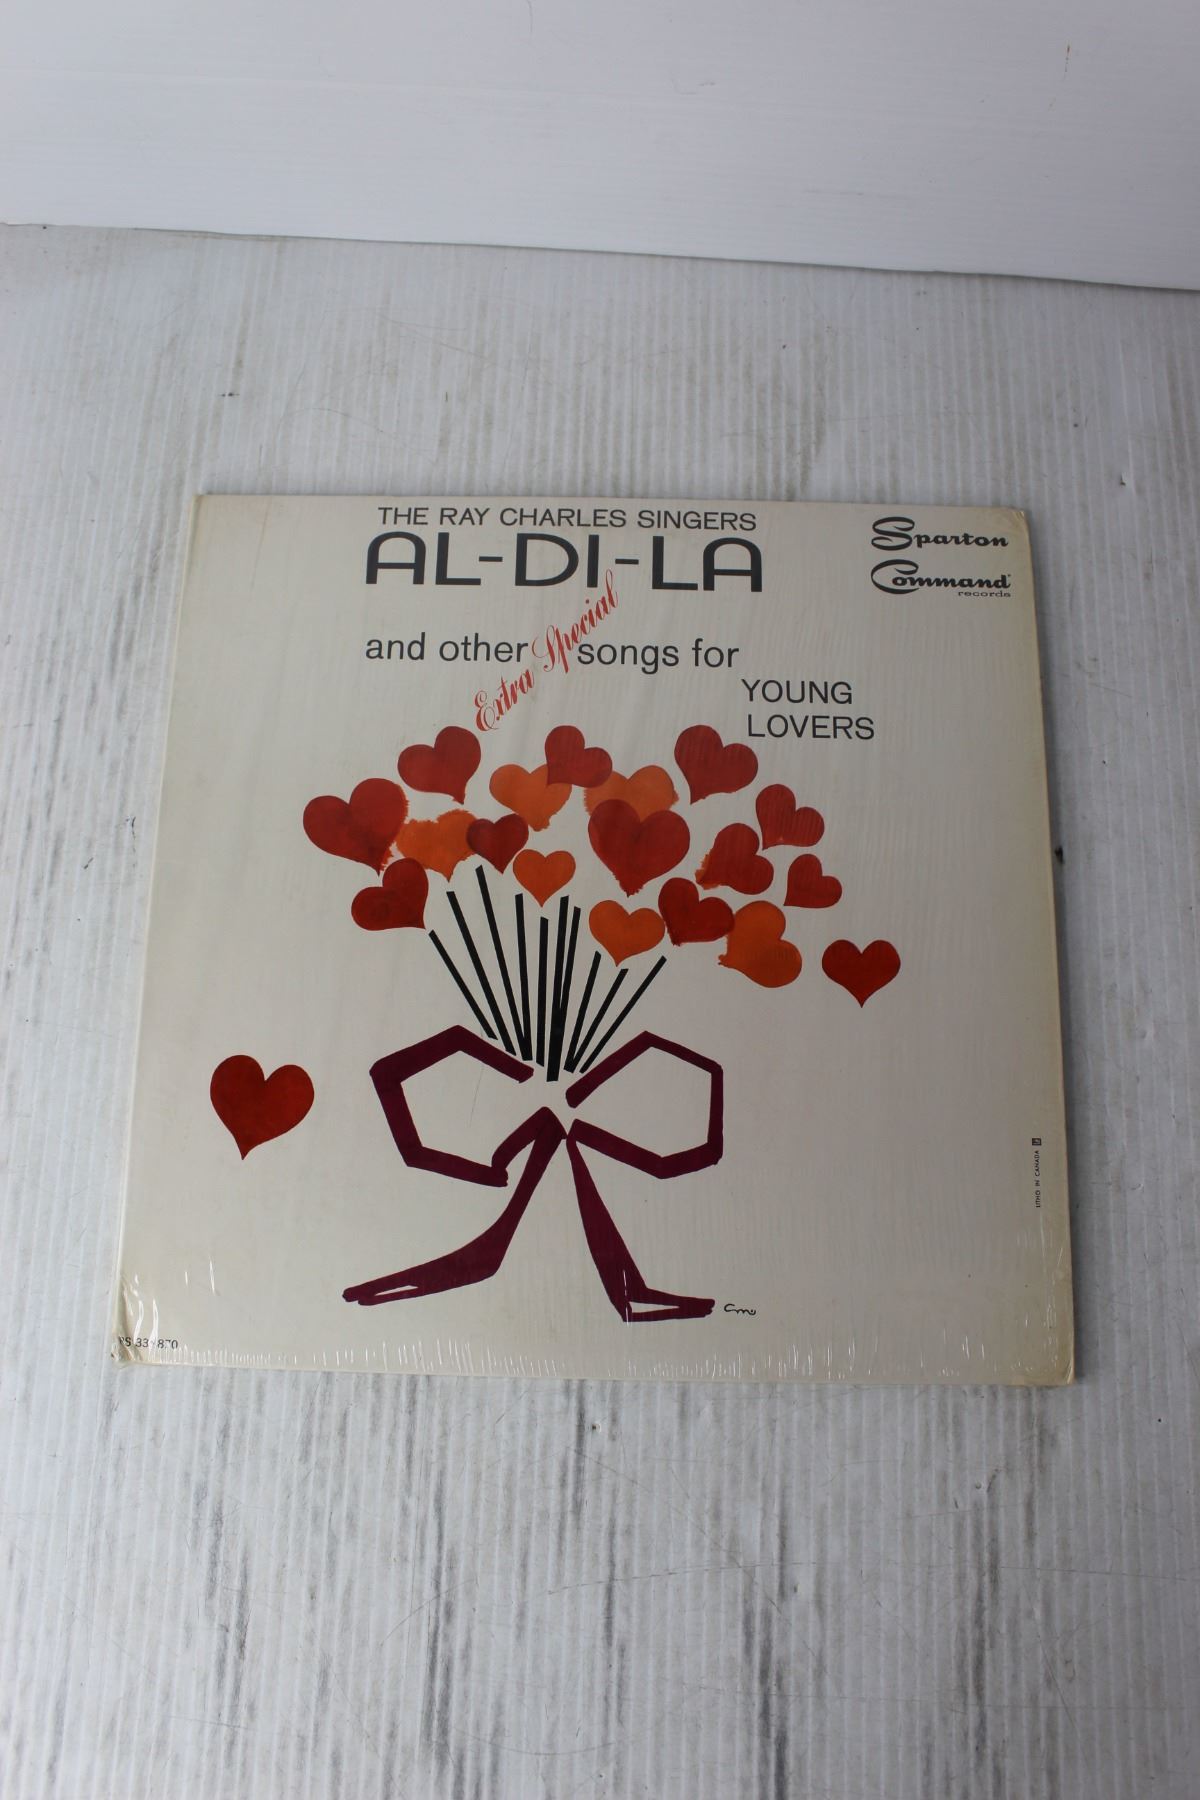 THE RAY CHARLES SINGERS
AL-DI-LA
Sparton
Command
records
and other Extra Special songs for
YOUNG
LOVERS
LITHO IN CANADA